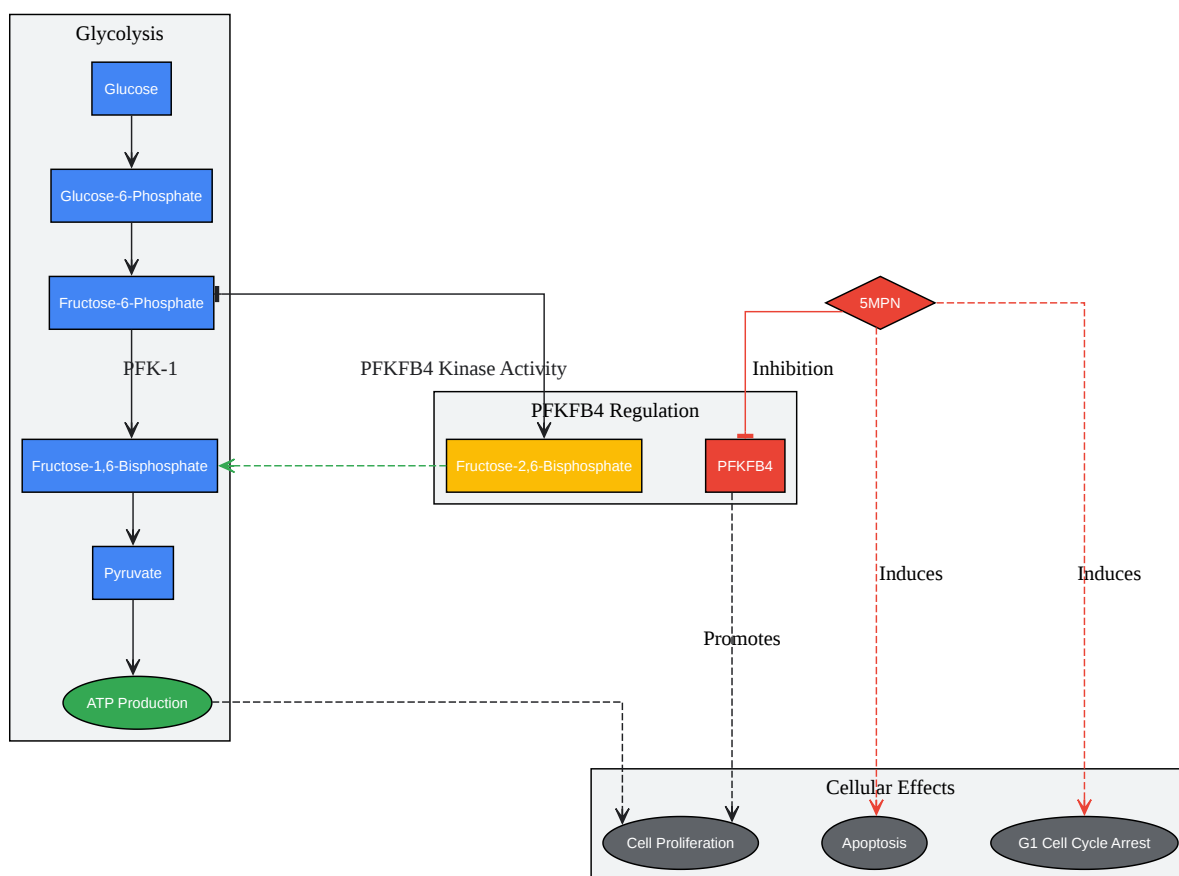 Glycolysis
Glucose
Glucose-6-Phosphate
Fructose-6-Phosphate
5MPN
PFK-1
PFKFB4 Kinase Activity
Inhibition
PFKFB4 Regulation
Fructose-1,6-Bisphosphate
Fructose-2,6-Bisphosphate
PFKFB4
Pyruvate
Induces
Induces
Promotes
ATP Production
Cellular Effects
Cell Proliferation
Apoptosis
G1 Cell Cycle Arrest